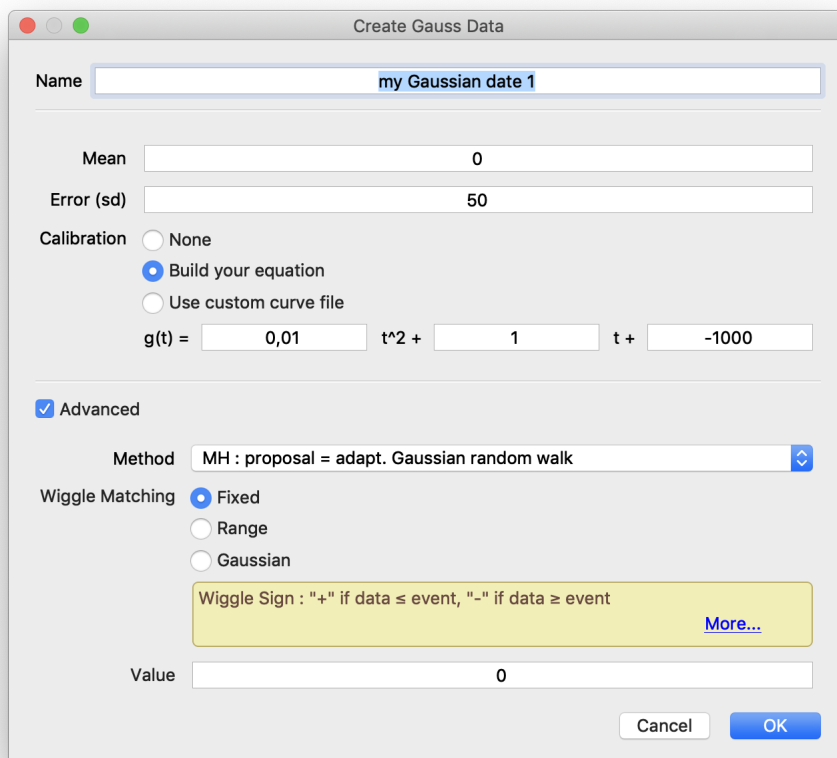 Create Gauss Data
Name my Gaussian date 1
Mean 0
Error (sd) 50
Calibration None
Build your equation
Use custom curve file
g(t) = 0,01 t^2 + 1 t + -1000
Advanced
Method MH : proposal = adapt. Gaussian random walk
Wiggle Matching Fixed
Range
Gaussian
Wiggle Sign : "+" if data ≤ event, "-" if data ≥ event
More...
Value 0
Cancel OK